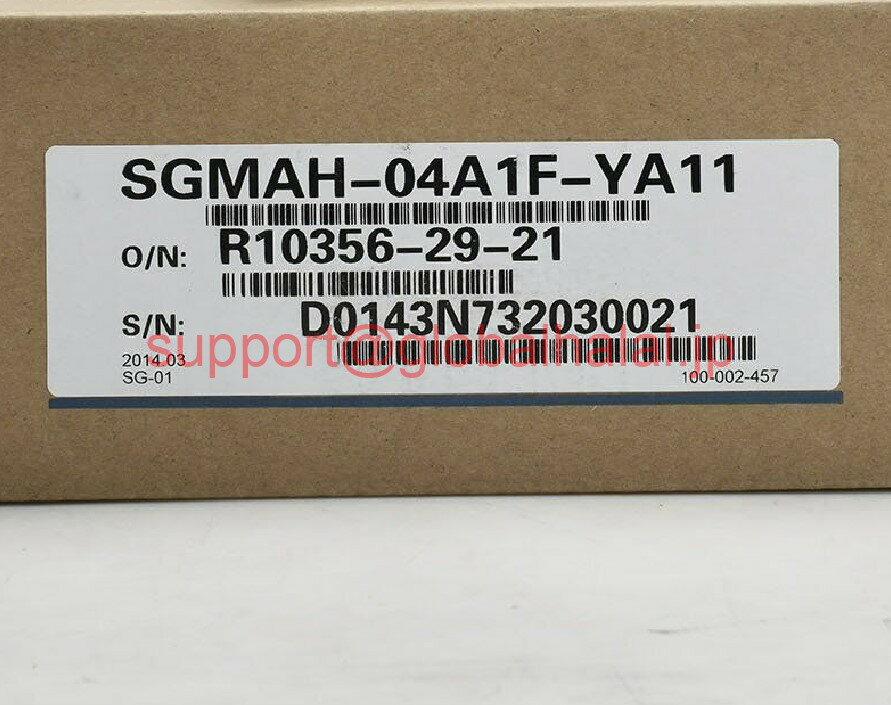 SGMAH-04A1F-YA11
O/N: R10356-29-21
S/N: D0143N732030021
support@globalhalal.jp
2014.03
SG-01 100-002-457